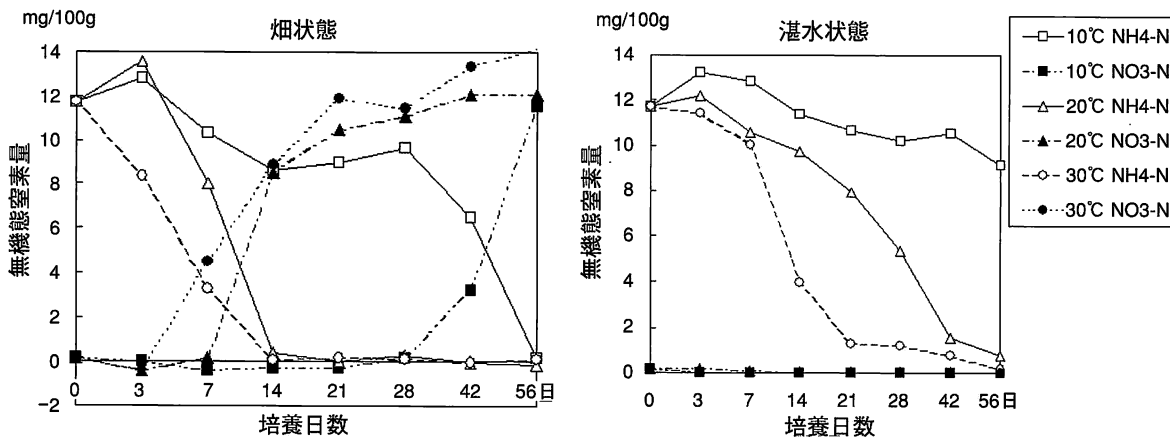 mg/100g
畑状態
無機態窒素量
14
12
10
8
6
4
2
0
−2
0 3 7 14 21 28 42 56日
培養日数
mg/100g
湛水状態
無機態窒素量
14
12
10
8
6
4
2
0
0 3 7 14 21 28 42 56日
培養日数
10℃ NH4-N
10℃ NO3-N
20℃ NH4-N
20℃ NO3-N
30℃ NH4-N
30℃ NO3-N